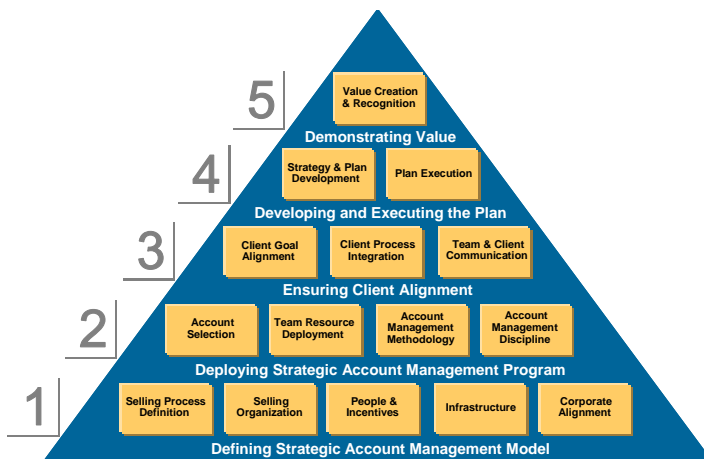 5
Value Creation
& Recognition
Demonstrating Value
4
Strategy & Plan
Development
Plan Execution
Developing and Executing the Plan
3
Client Goal
Alignment
Client Process
Integration
Team & Client
Communication
Ensuring Client Alignment
2
Account
Selection
Team Resource
Deployment
Account
Management
Methodology
Account
Management
Discipline
Deploying Strategic Account Management Program
1
Selling Process
Definition
Selling
Organization
People &
Incentives
Infrastructure
Corporate
Alignment
Defining Strategic Account Management Model